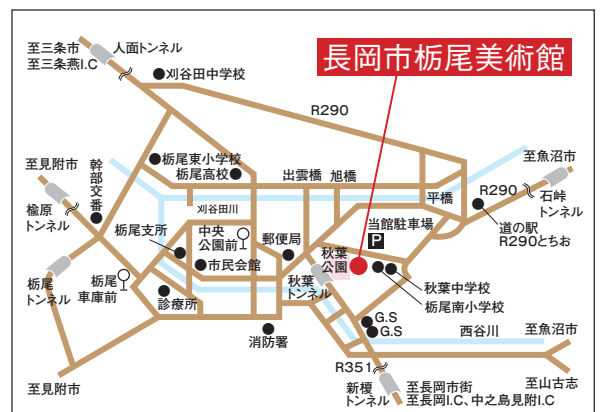 至三条市
至三条燕I.C
人面トンネル
刈谷田中学校
長岡市栃尾美術館
R290
至見附市
幹部交番
栃尾東小学校
栃尾高校
出雲橋
旭橋
至魚沼市
楡原
トンネル
刈谷田川
平橋
R290
石峠
トンネル
栃尾支所
中央
公園前
郵便局
当館駐車場
P
道の駅
R290とちお
栃尾
トンネル
栃尾
車庫前
市民会館
秋葉
公園
秋葉
トンネル
秋葉中学校
栃尾南小学校
診療所
消防署
G.S
G.S
西谷川
至魚沼市
R351
至見附市
新榎
トンネル
至長岡市街
至長岡I.C、中之島見附I.C
至山古志